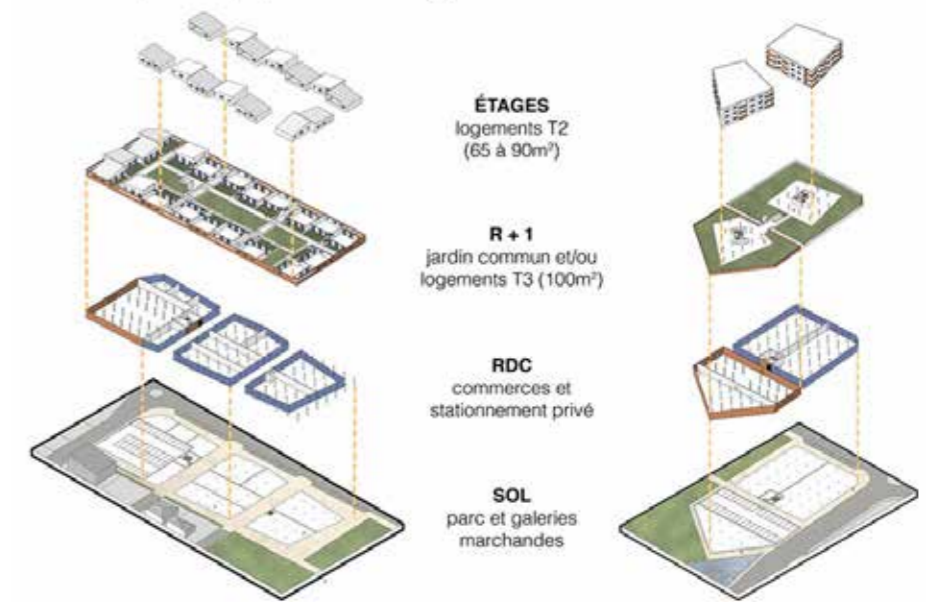 ÉTAGES
logements T2
(65 à 90m²)
R + 1
jardin commun et/ou
logements T3 (100m²)
RDC
commerces et
stationnement privé
SOL
parc et galeries
marchandes